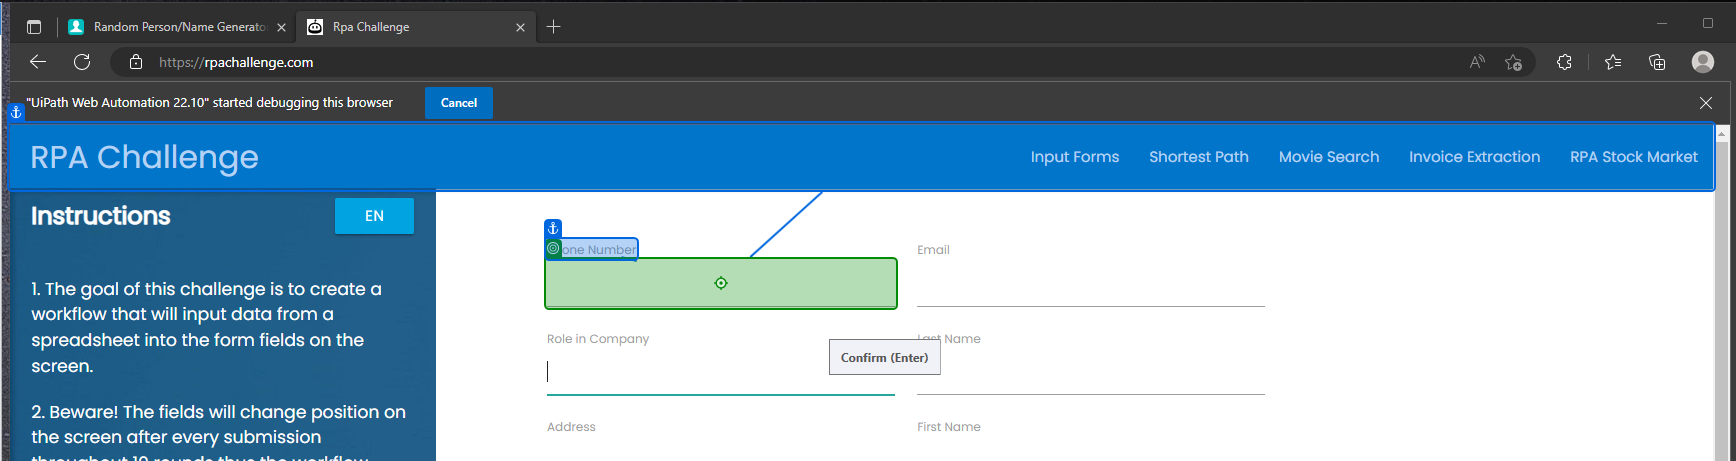 Random Person/Name Generato
Rpa Challenge
https://rpachallenge.com
"UiPath Web Automation 22.10" started debugging this browser
Cancel
RPA Challenge
Input Forms
Shortest Path
Movie Search
Invoice Extraction
RPA Stock Market
Instructions
EN
1. The goal of this challenge is to create a
workflow that will input data from a
spreadsheet into the form fields on the
screen.
2. Beware! The fields will change position on
the screen after every submission
throughout 10 rounds thus the workflow
one Number
Email
Role in Company
Last Name
Confirm (Enter)
Address
First Name